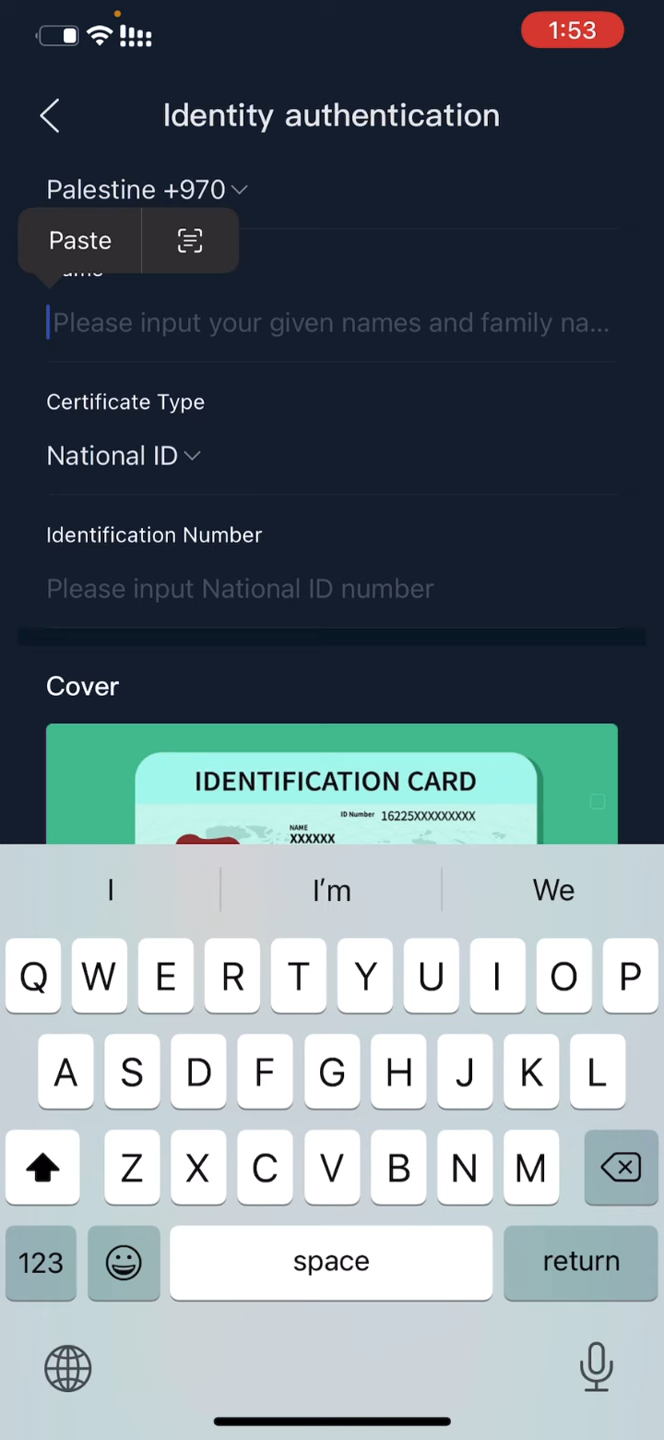 1:53
Identity authentication
Palestine +970
Paste
Please input your given names and family na...
Certificate Type
National ID
Identification Number
Please input National ID number
Cover
IDENTIFICATION CARD
ID Number 16225XXXXXXXXX
NAME
XXXXXX
I I'm We
Q W E R T Y U I O P
A S D F G H J K L
Z X C V B N M
123 space return